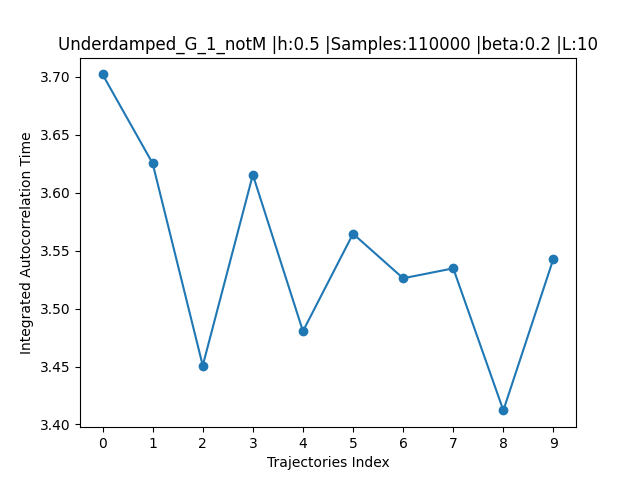 Underdamped_G_1_notM |h:0.5 |Samples:110000 |beta:0.2 |L:10
3.70
3.65
3.60
3.55
3.50
3.45
3.40
Integrated Autocorrelation Time
0 1 2 3 4 5 6 7 8 9
Trajectories Index